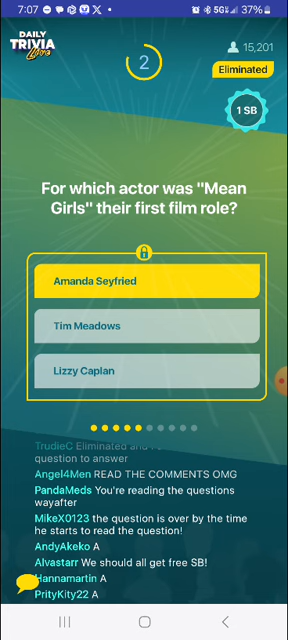 7:07
5G
37%
DAILY
TRIVIA
Live
2
15,201
Eliminated
1 SB
For which actor was "Mean
Girls" their first film role?
Amanda Seyfried
Tim Meadows
Lizzy Caplan
TrudieC Eliminated and
question to answer
Angel4Men READ THE COMMENTS OMG
PandaMeds You're reading the questions
wayafter
MikeX0123 the question is over by the time
he starts to read the question!
AndyAkeko A
Alvastarr We should all get free SB!
Hannamartin A
PrityKity22 A